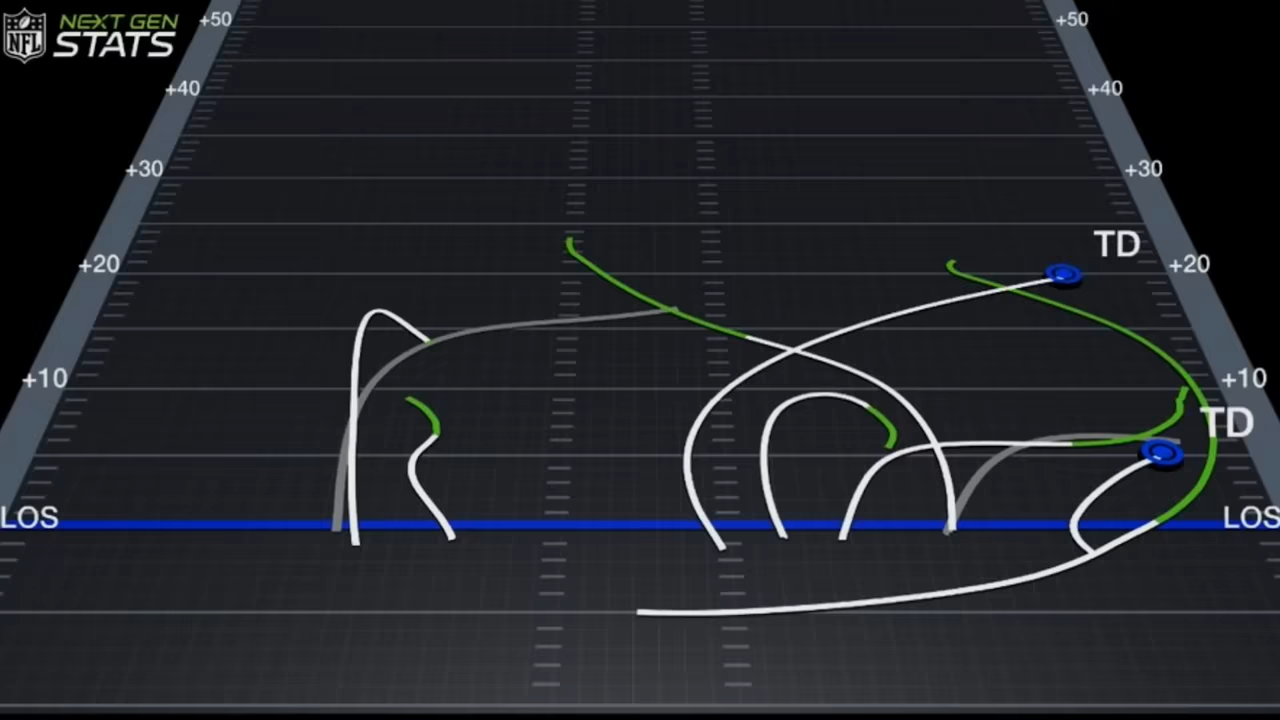 NFL
NEXT GEN
STATS
+50
+50
+40
+40
+30
+30
TD
+20
+20
+10
+10
TD
LOS
LOS